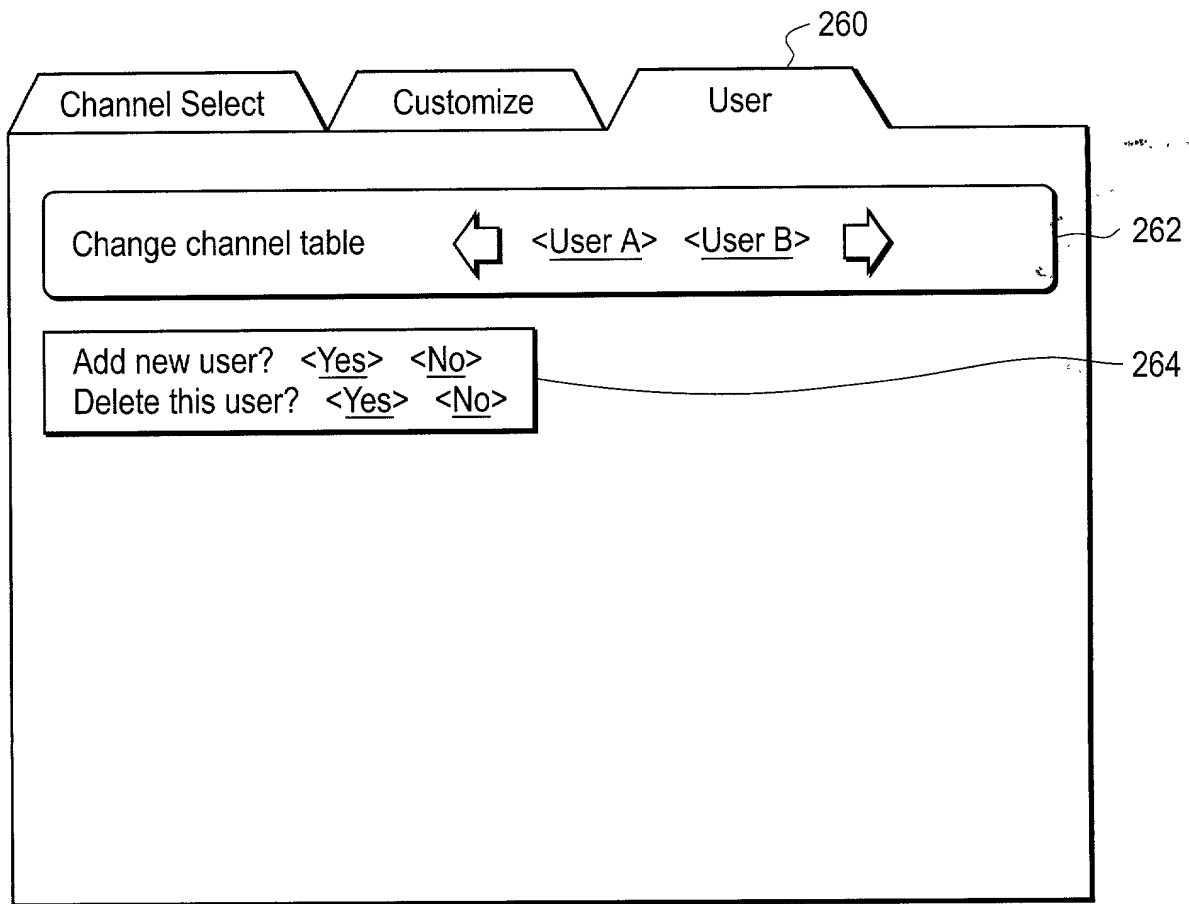 260
Channel Select Customize User
Change channel table <User A> <User B>
262
Add new user? <Yes> <No>
Delete this user? <Yes> <No>
264